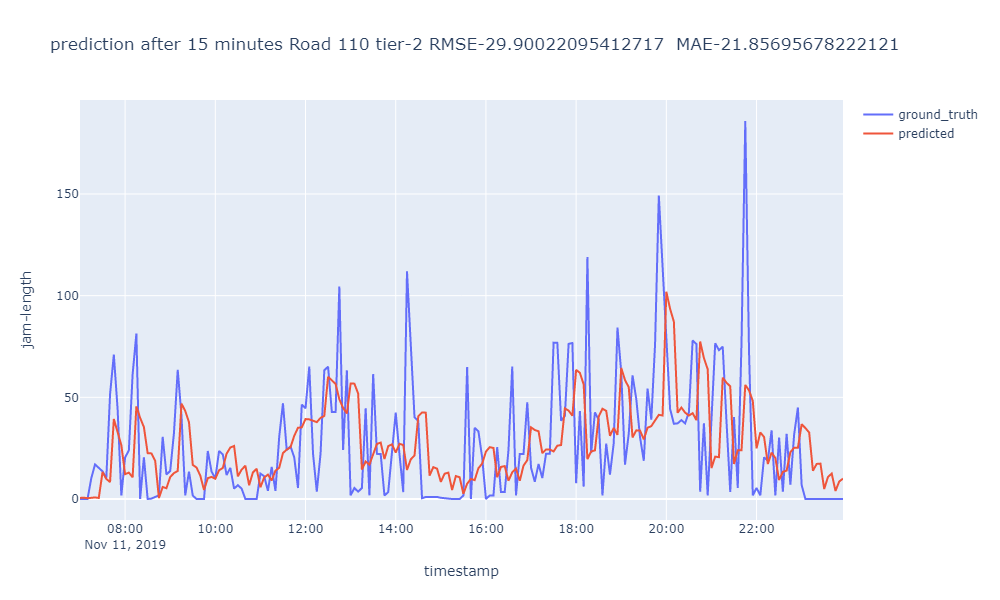 prediction after 15 minutes Road 110 tier-2 RMSE-29.90022095412717  MAE-21.85695678222121
ground_truth
predicted
150
100
50
0
jam-length
08:00 10:00 12:00 14:00 16:00 18:00 20:00 22:00
Nov 11, 2019
timestamp